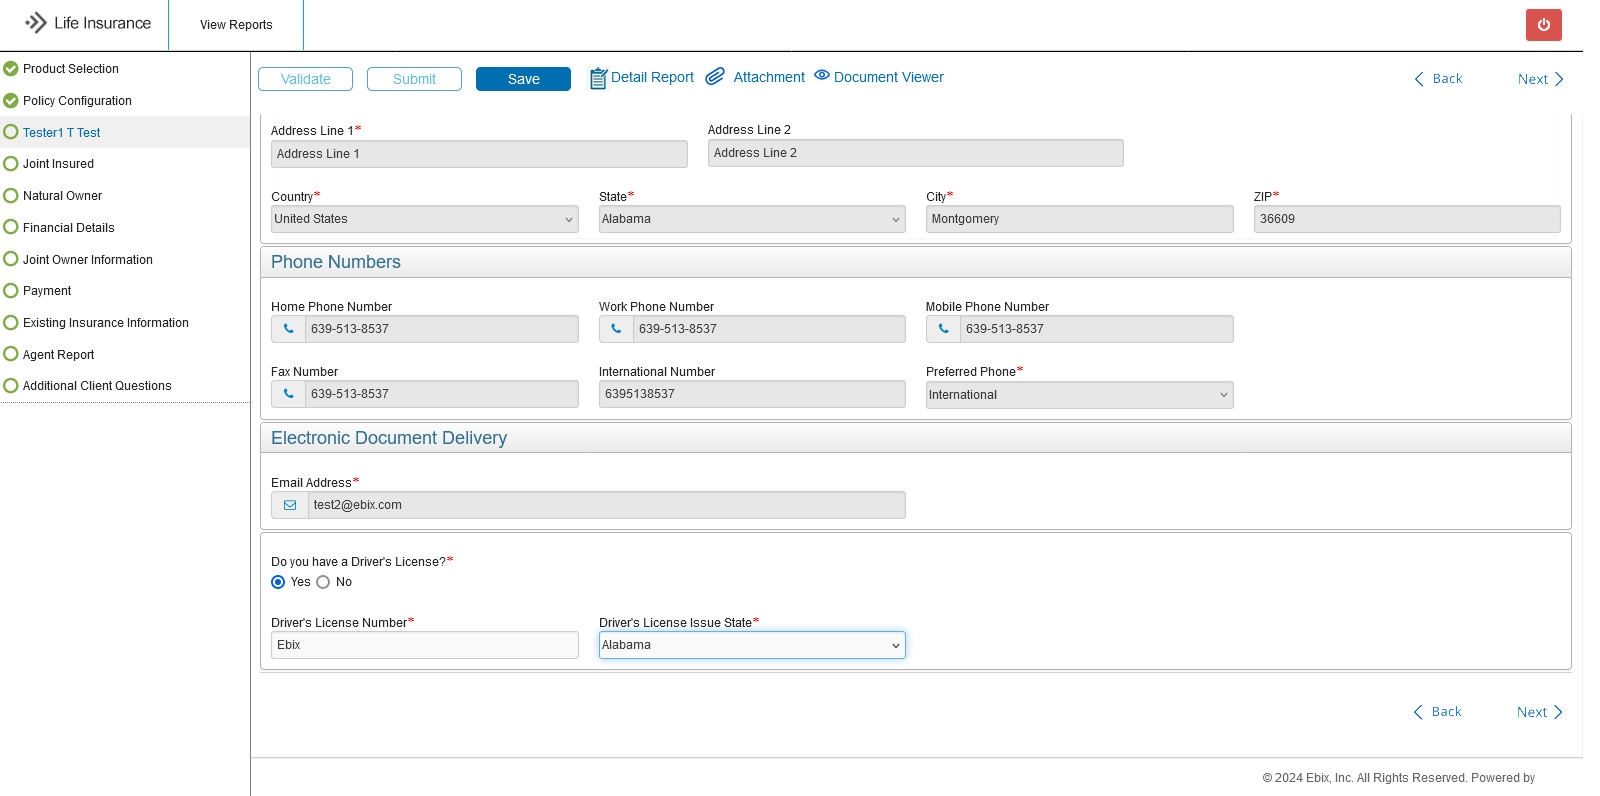 Life Insurance
View Reports
Product Selection
Policy Configuration
Tester1 T Test
Joint Insured
Natural Owner
Financial Details
Joint Owner Information
Payment
Existing Insurance Information
Agent Report
Additional Client Questions
Validate Submit Save Detail Report Attachment Document Viewer Back Next
Address Line 1* Address Line 2
Address Line 1 Address Line 2
Country* State* City* ZIP*
United States Alabama Montgomery 36609
Phone Numbers
Home Phone Number Work Phone Number Mobile Phone Number
639-513-8537 639-513-8537 639-513-8537
Fax Number International Number Preferred Phone*
639-513-8537 6395138537 International
Electronic Document Delivery
Email Address*
test2@ebix.com
Do you have a Driver's License?*
Yes No
Driver's License Number* Driver's License Issue State*
Ebix Alabama
Back Next
© 2024 Ebix, Inc. All Rights Reserved. Powered by